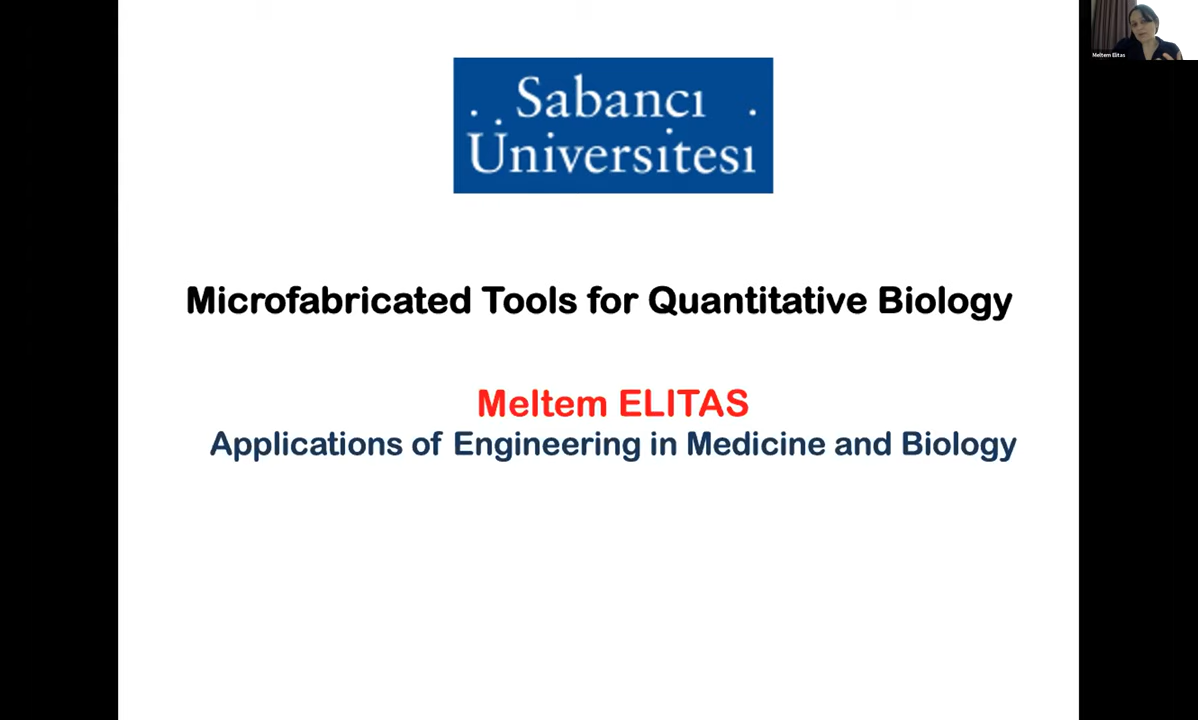 Sabancı
Üniversitesi
Microfabricated Tools for Quantitative Biology
Meltem ELITAS
Applications of Engineering in Medicine and Biology
Meltem Elitas